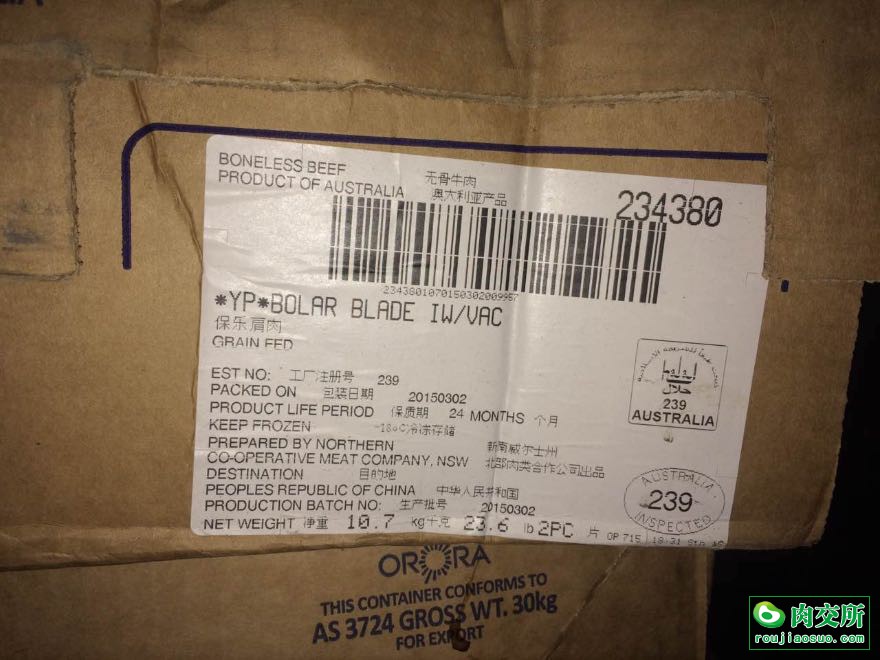 BONELESS BEEF 无骨牛肉
PRODUCT OF AUSTRALIA 澳大利亚产品
234380
2343801070150302009957
*YP*BOLAR BLADE IW/VAC
保乐肩肉
GRAIN FED
EST NO: 工厂注册号 239
PACKED ON 包装日期 20150302
PRODUCT LIFE PERIOD 保质期 24 MONTHS 个月
KEEP FROZEN -18°C冷冻存储
PREPARED BY NORTHERN 新南威尔士州
CO-OPERATIVE MEAT COMPANY, NSW 北部肉类合作公司出品
DESTINATION 目的地
PEOPLES REPUBLIC OF CHINA 中华人民共和国
PRODUCTION BATCH NO: 生产批号 20150302
NET WEIGHT 净重 10.7 kg千克 23.6 lb 2PC 片 OP 715, 18:31
حلال
239
AUSTRALIA
AUSTRALIA
239
INSPECTED
ORORA
THIS CONTAINER CONFORMS TO
AS 3724 GROSS WT. 30kg
FOR EXPORT
肉交所
roujiaosuo.com